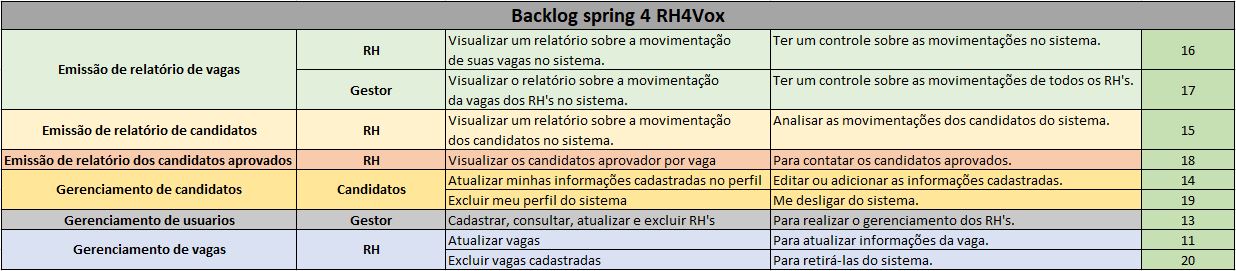 Backlog spring 4 RH4Vox
Emissão de relatório de vagas
RH
Visualizar um relatório sobre a movimentação
de suas vagas no sistema.
Ter um controle sobre as movimentações no sistema.
16
Gestor
Visualizar o relatório sobre a movimentação
da vagas dos RH's no sistema.
Ter um controle sobre as movimentações de todos os RH's.
17
Emissão de relatório de candidatos
RH
Visualizar um relatório sobre a movimentação
dos candidatos no sistema.
Analisar as movimentações dos candidatos do sistema.
15
Emissão de relatório dos candidatos aprovados
RH
Visualizar os candidatos aprovador por vaga
Para contatar os candidatos aprovados.
18
Gerenciamento de candidatos
Candidatos
Atualizar minhas informações cadastradas no perfil
Editar ou adicionar as informações cadastradas.
14
Excluir meu perfil do sistema
Me desligar do sistema.
19
Gerenciamento de usuarios
Gestor
Cadastrar, consultar, atualizar e excluir RH's
Para realizar o gerenciamento dos RH's.
13
Gerenciamento de vagas
RH
Atualizar vagas
Para atualizar informações da vaga.
11
Excluir vagas cadastradas
Para retirá-las do sistema.
20